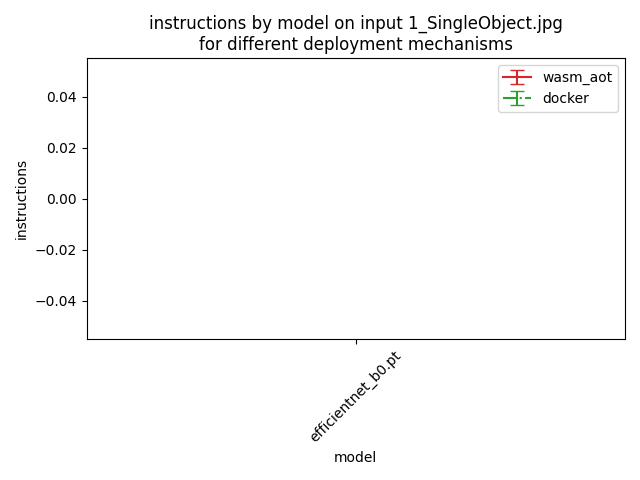 instructions by model on input 1_SingleObject.jpg
for different deployment mechanisms
wasm_aot
docker
0.04
0.02
0.00
−0.02
−0.04
instructions
efficientnet_b0.pt
model